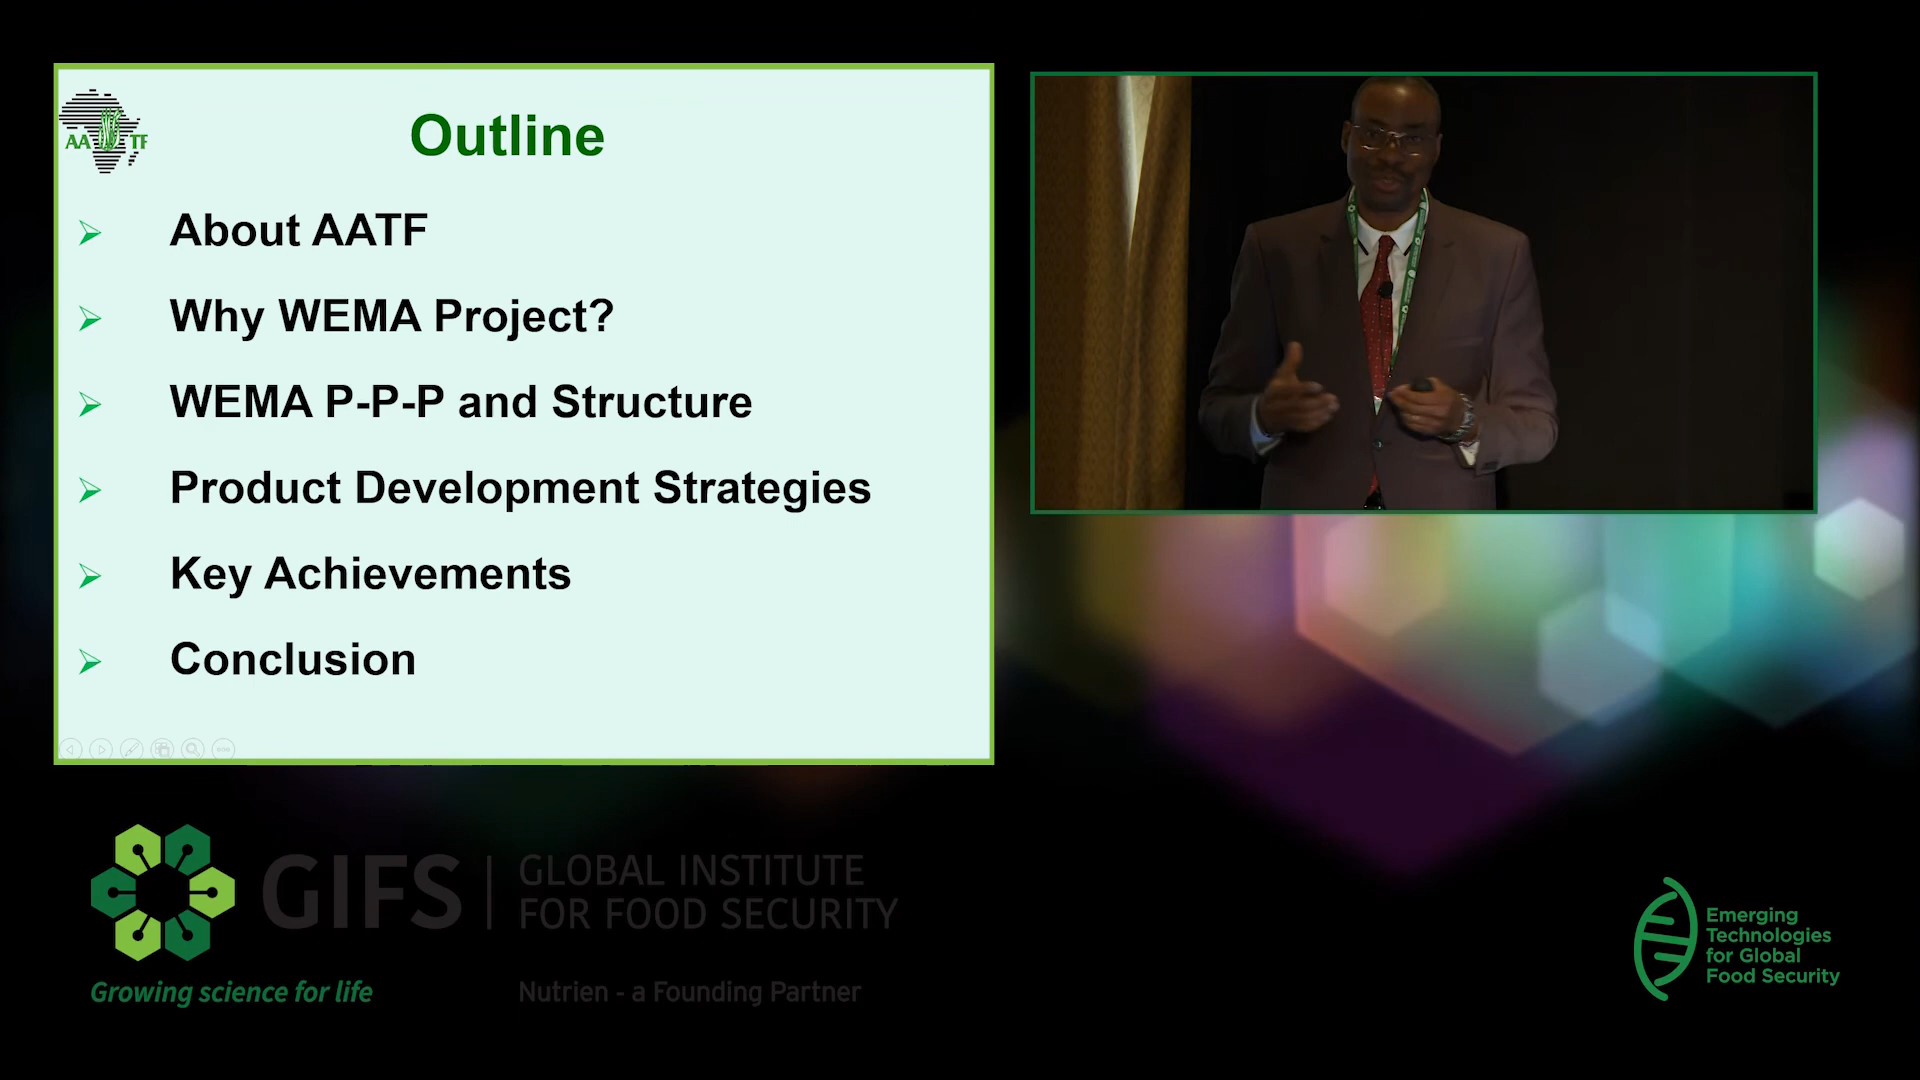 AATF
Outline
About AATF
Why WEMA Project?
WEMA P-P-P and Structure
Product Development Strategies
Key Achievements
Conclusion
GIFS
GLOBAL INSTITUTE
FOR FOOD SECURITY
Growing science for life
Nutrien - a Founding Partner
Emerging
Technologies
for Global
Food Security